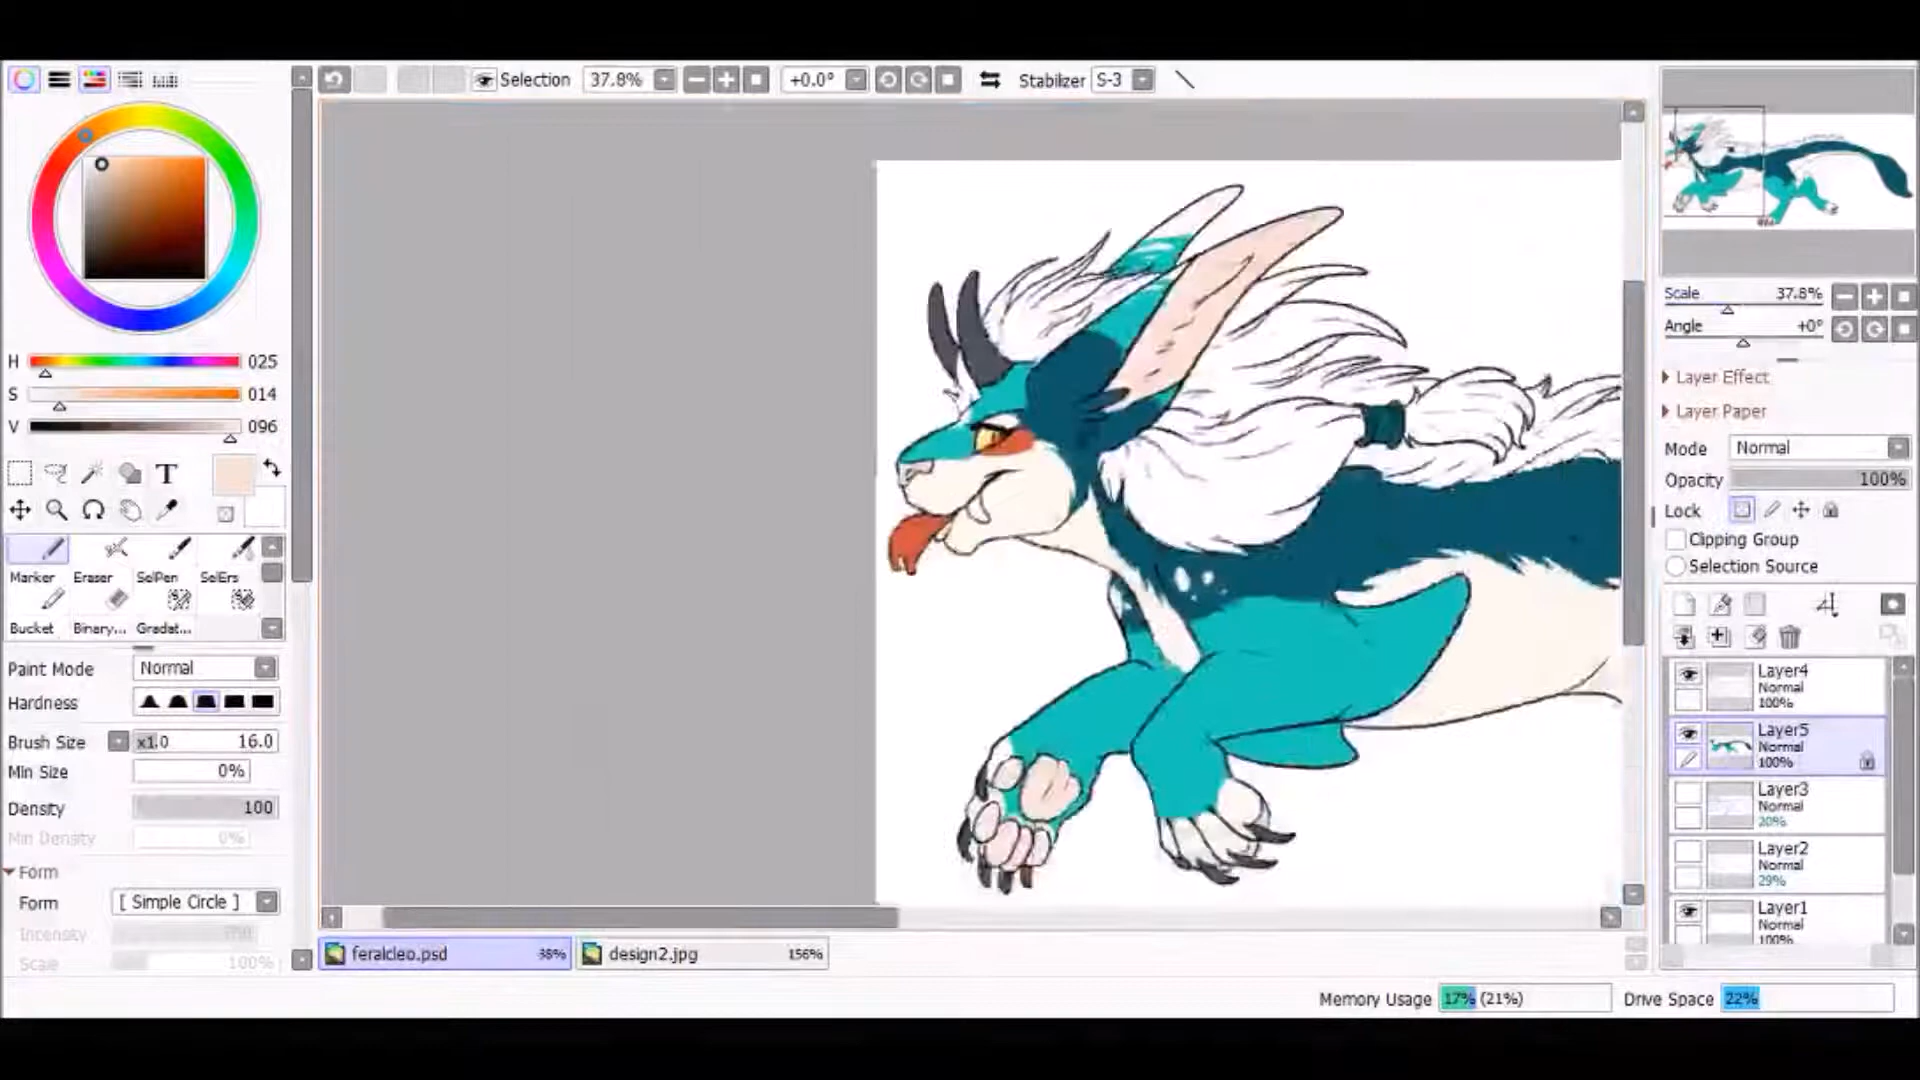 Selection 37.8% +0.0° Stabilizer S-3
H 025
S 014
V 096
T
Marker Eraser SelPen SelErs
Bucket Binary... Gradat...
Paint Mode Normal
Hardness
Brush Size x1.0 16.0
Min Size 0%
Density 100
Min Density 0%
Form
Form [ Simple Circle ]
Intensity
Scale 100%
feralcleo.psd 38% design2.jpg 156%
Scale 37.8%
Angle +0°
Layer Effect
Layer Paper
Mode Normal
Opacity 100%
Lock
Clipping Group
Selection Source
Layer4
Normal
100%
Layer5
Normal
100%
Layer3
Normal
20%
Layer2
Normal
29%
Layer1
100%
Memory Usage 17% (21%) Drive Space 22%